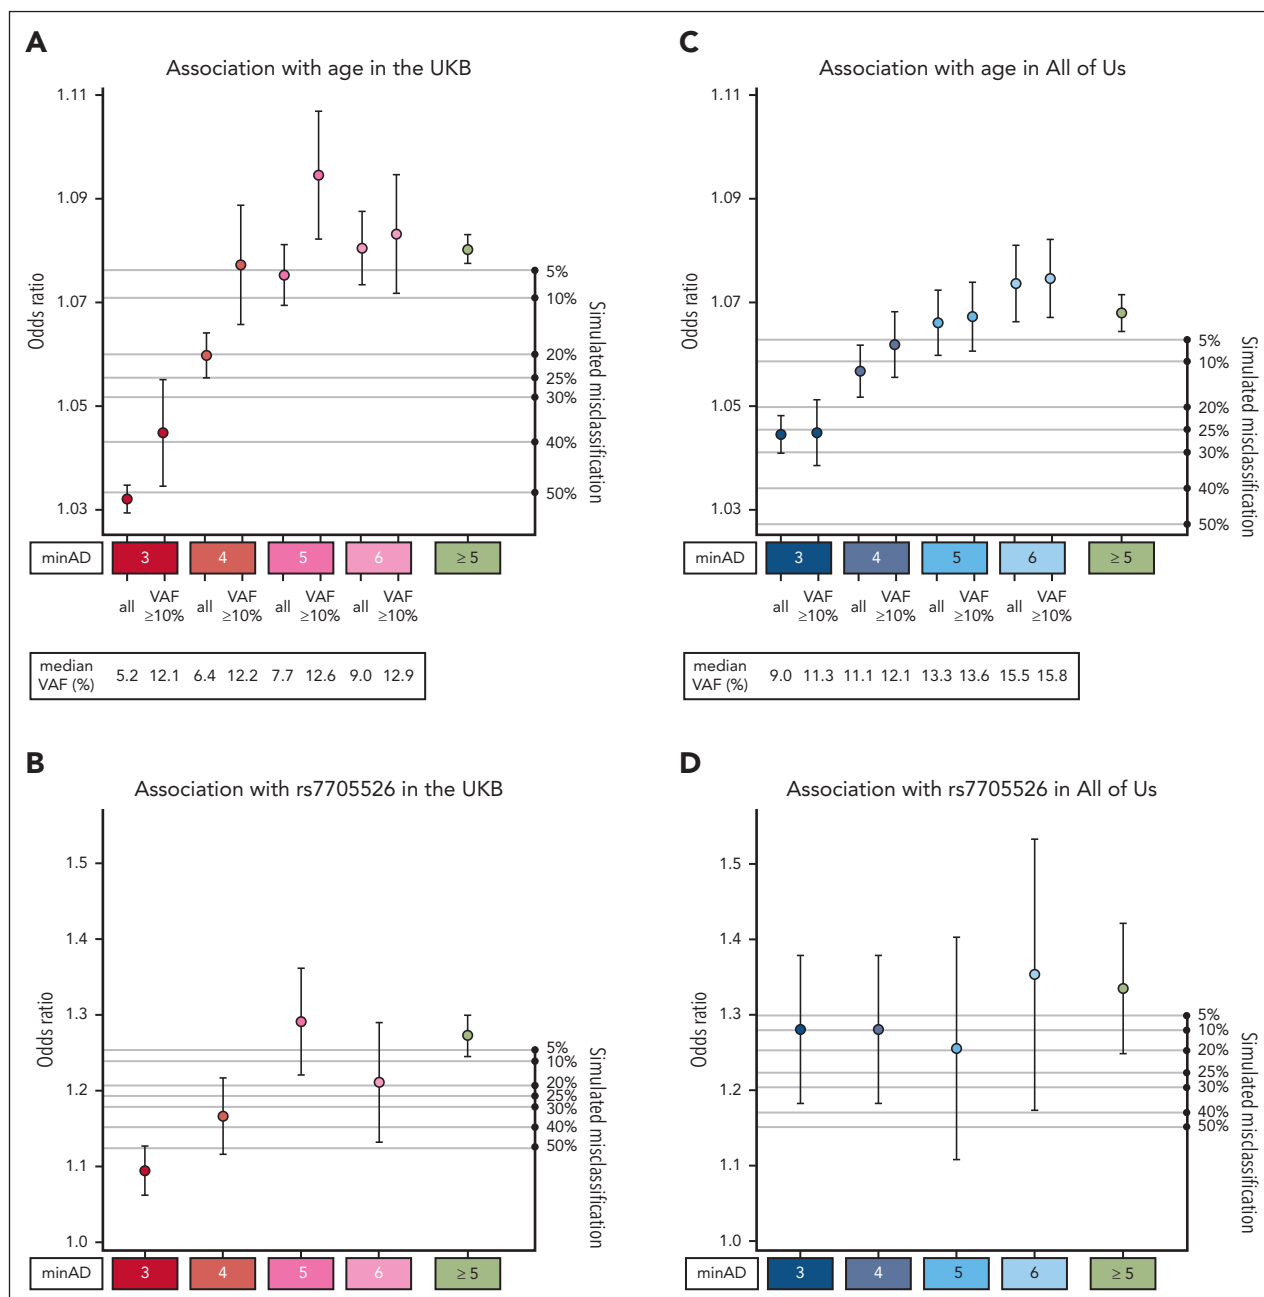 A
Association with age in the UKB
1.11
1.09
1.07
1.05
1.03
Odds ratio
5%
10%
20%
25%
30%
40%
50%
Simulated misclassification
minAD 3 4 5 6 ≥ 5
all VAF ≥10% all VAF ≥10% all VAF ≥10% all VAF ≥10%
median VAF (%) 5.2 12.1 6.4 12.2 7.7 12.6 9.0 12.9
C
Association with age in All of Us
1.11
1.09
1.07
1.05
1.03
Odds ratio
5%
10%
20%
25%
30%
40%
50%
Simulated misclassification
minAD 3 4 5 6 ≥ 5
all VAF ≥10% all VAF ≥10% all VAF ≥10% all VAF ≥10%
median VAF (%) 9.0 11.3 11.1 12.1 13.3 13.6 15.5 15.8
B
Association with rs7705526 in the UKB
1.5
1.4
1.3
1.2
1.1
1.0
Odds ratio
5%
10%
20%
25%
30%
40%
50%
Simulated misclassification
minAD 3 4 5 6 ≥ 5
D
Association with rs7705526 in All of Us
1.5
1.4
1.3
1.2
1.1
1.0
Odds ratio
5%
10%
20%
25%
30%
40%
50%
Simulated misclassification
minAD 3 4 5 6 ≥ 5